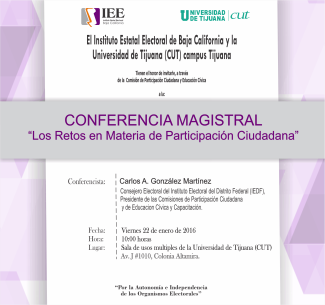 IEE
UNIVERSIDAD
DE TIJUANA
cut
El Instituto Estatal Electoral de Baja California y la
Universidad de Tijuana (CUT) campus Tijuana
Tienen el honor de invitarle, a través
de la Comisión de Participación Ciudadana y Educación Cívica
a la:
CONFERENCIA MAGISTRAL
“Los Retos en Materia de Participación Ciudadana”
Conferencista: Carlos A. González Martínez
Consejero Electoral del Instituto Electoral del Distrito Federal (IEDF),
Presidente de las Comisiones de Participación Ciudadana
y de Educacion Cívica y Capacitación.
Fecha: Viernes 22 de enero de 2016
Hora: 10:00 horas
Lugar: Sala de usos multiples de la Universidad de Tijuana (CUT)
Av. J #1010, Colonia Altamira.
“Por la Autonomía e Independencia
de los Organismos Electorales”